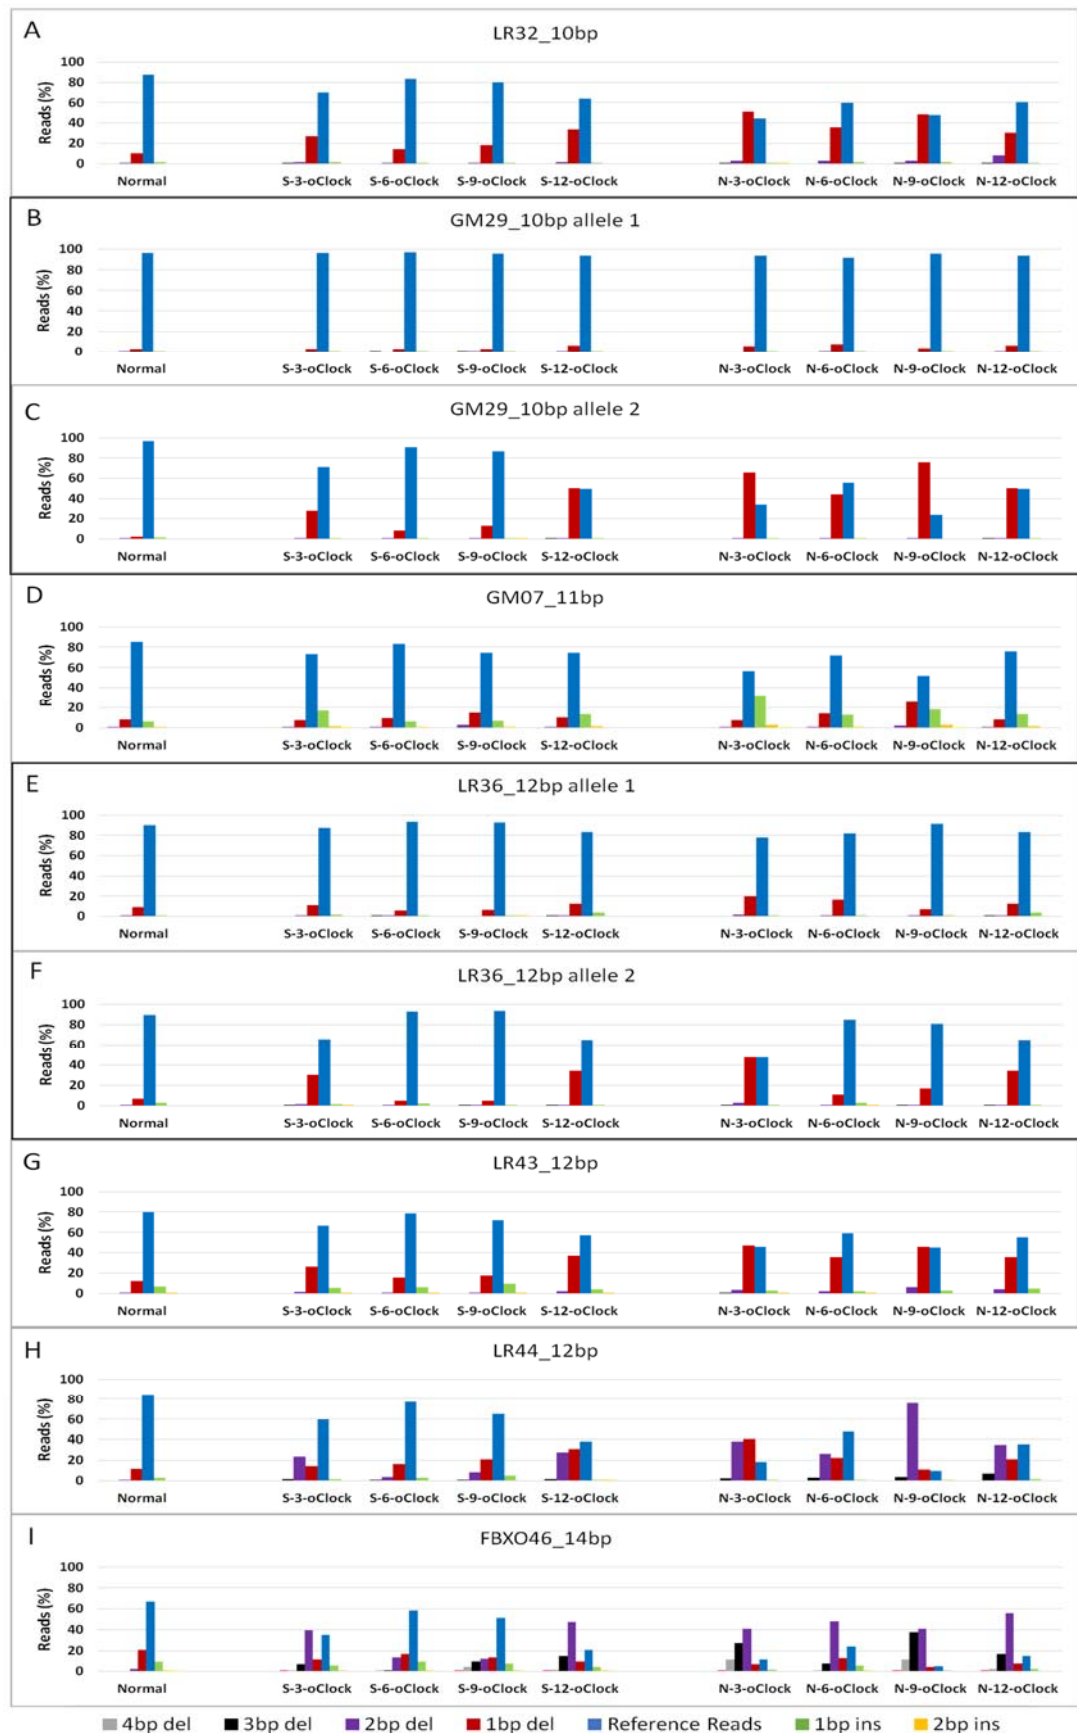 A
LR32_10bp
Reads (%)
100
80
60
40
20
0
Normal S-3-oClock S-6-oClock S-9-oClock S-12-oClock N-3-oClock N-6-oClock N-9-oClock N-12-oClock
B
GM29_10bp allele 1
Reads (%)
100
80
60
40
20
0
Normal S-3-oClock S-6-oClock S-9-oClock S-12-oClock N-3-oClock N-6-oClock N-9-oClock N-12-oClock
C
GM29_10bp allele 2
Reads (%)
100
80
60
40
20
0
Normal S-3-oClock S-6-oClock S-9-oClock S-12-oClock N-3-oClock N-6-oClock N-9-oClock N-12-oClock
D
GM07_11bp
Reads (%)
100
80
60
40
20
0
Normal S-3-oClock S-6-oClock S-9-oClock S-12-oClock N-3-oClock N-6-oClock N-9-oClock N-12-oClock
E
LR36_12bp allele 1
Reads (%)
100
80
60
40
20
0
Normal S-3-oClock S-6-oClock S-9-oClock S-12-oClock N-3-oClock N-6-oClock N-9-oClock N-12-oClock
F
LR36_12bp allele 2
Reads (%)
100
80
60
40
20
0
Normal S-3-oClock S-6-oClock S-9-oClock S-12-oClock N-3-oClock N-6-oClock N-9-oClock N-12-oClock
G
LR43_12bp
Reads (%)
100
80
60
40
20
0
Normal S-3-oClock S-6-oClock S-9-oClock S-12-oClock N-3-oClock N-6-oClock N-9-oClock N-12-oClock
H
LR44_12bp
Reads (%)
100
80
60
40
20
0
Normal S-3-oClock S-6-oClock S-9-oClock S-12-oClock N-3-oClock N-6-oClock N-9-oClock N-12-oClock
I
FBXO46_14bp
Reads (%)
100
80
60
40
20
0
Normal S-3-oClock S-6-oClock S-9-oClock S-12-oClock N-3-oClock N-6-oClock N-9-oClock N-12-oClock
4bp del 3bp del 2bp del 1bp del Reference Reads 1bp ins 2bp ins